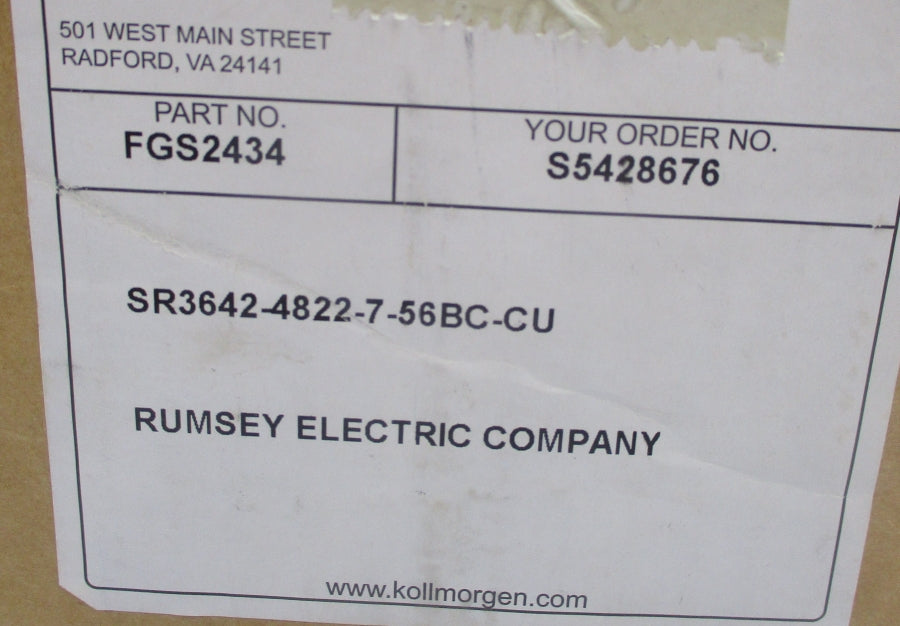 501 WEST MAIN STREET
RADFORD, VA 24141
PART NO.
FGS2434
YOUR ORDER NO.
S5428676
SR3642-4822-7-56BC-CU
RUMSEY ELECTRIC COMPANY
www.kollmorgen.com